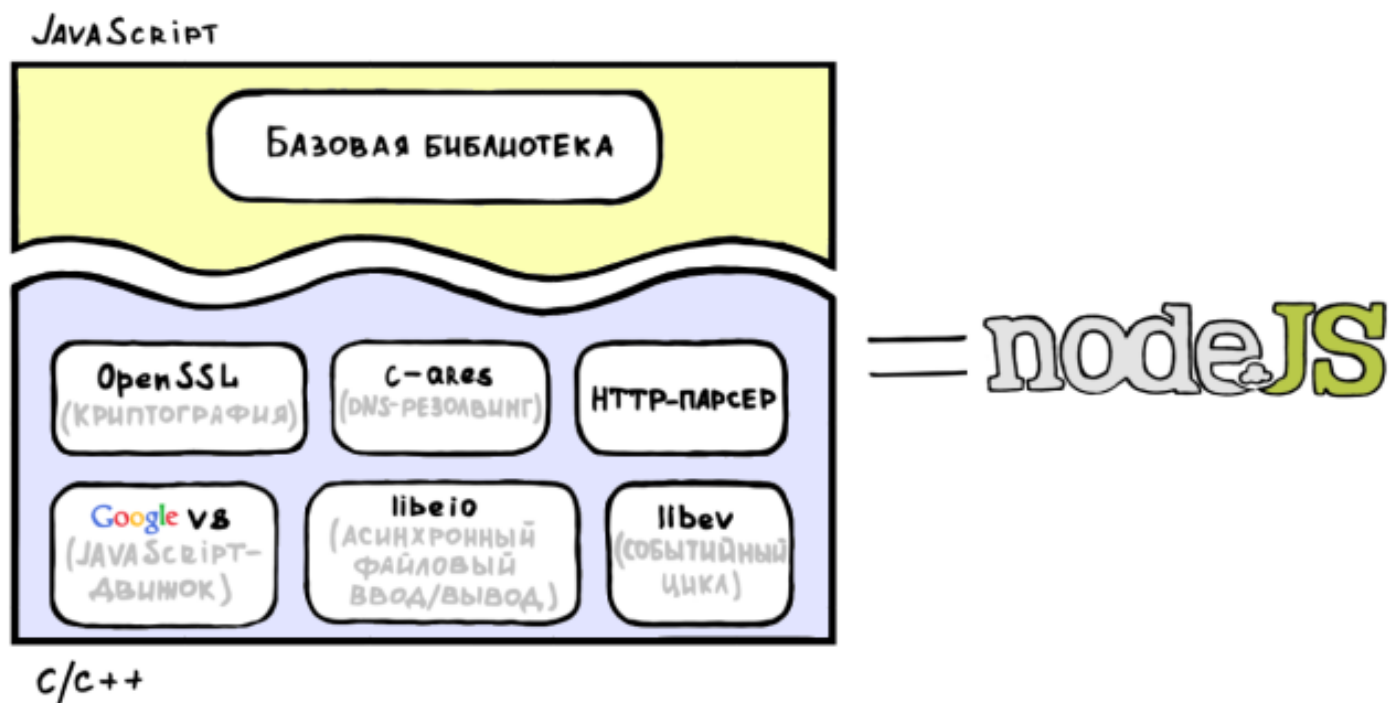 JAVASCRIPT
БАЗОВАЯ БИБЛИОТЕКА
OpenSSL
(КРИПТОГРАФИЯ)
c-ares
(DNS-РЕЗОЛВИНГ)
HTTP-ПАРСЕР
Google V8
(JAVASCRIPT-
ДВИЖОК)
libeio
(АСИНХРОННЫЙ
ФАЙЛОВЫЙ
ВВОД/ВЫВОД)
libev
(СОБЫТИЙНЫЙ
ЦИКЛ)
= nodeJS
C/C++